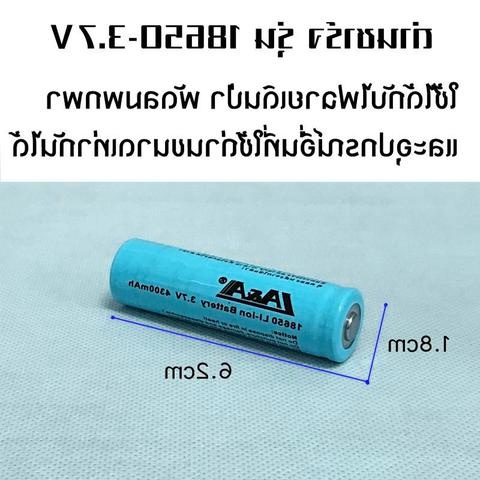 ถ่านชาร์จ รุ่น 18650-3.7V
ใช้ได้กับไฟฉายเดินป่า พัดลมพกพา
และอุปกรณ์อื่นที่ใช้ถ่านขนาดเท่ากันได้
IA&A
18650 Li-Ion Battery 3.7V 4300mAh
1.8cm
6.2cm